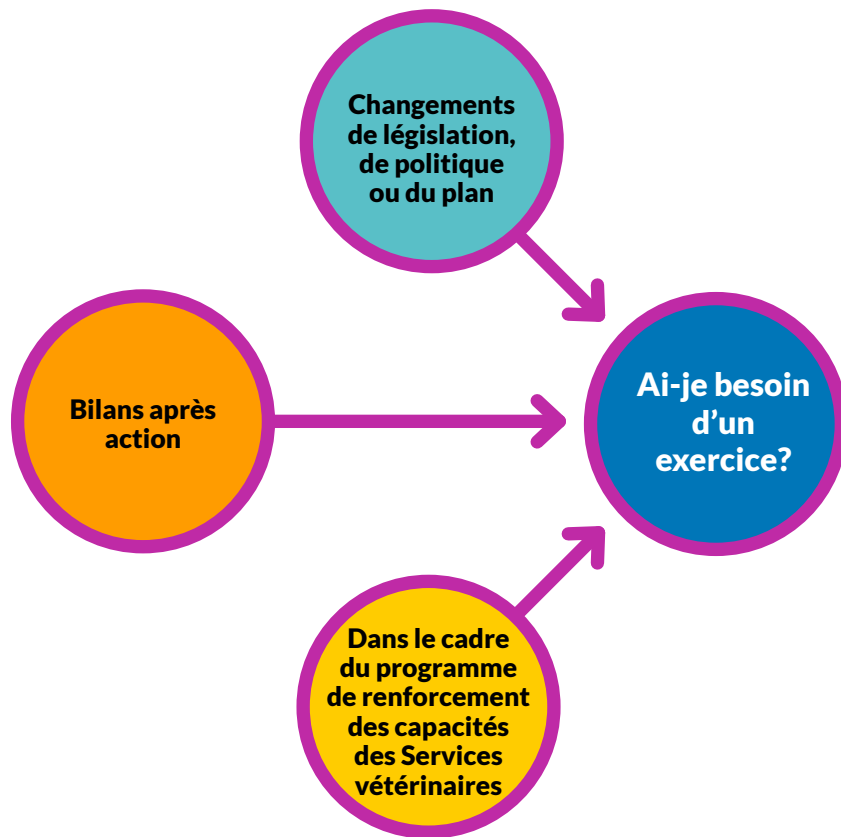 Changements
de législation,
de politique
ou du plan
Bilans après
action
Ai-je besoin
d’un
exercice?
Dans le cadre
du programme
de renforcement
des capacités
des Services
vétérinaires